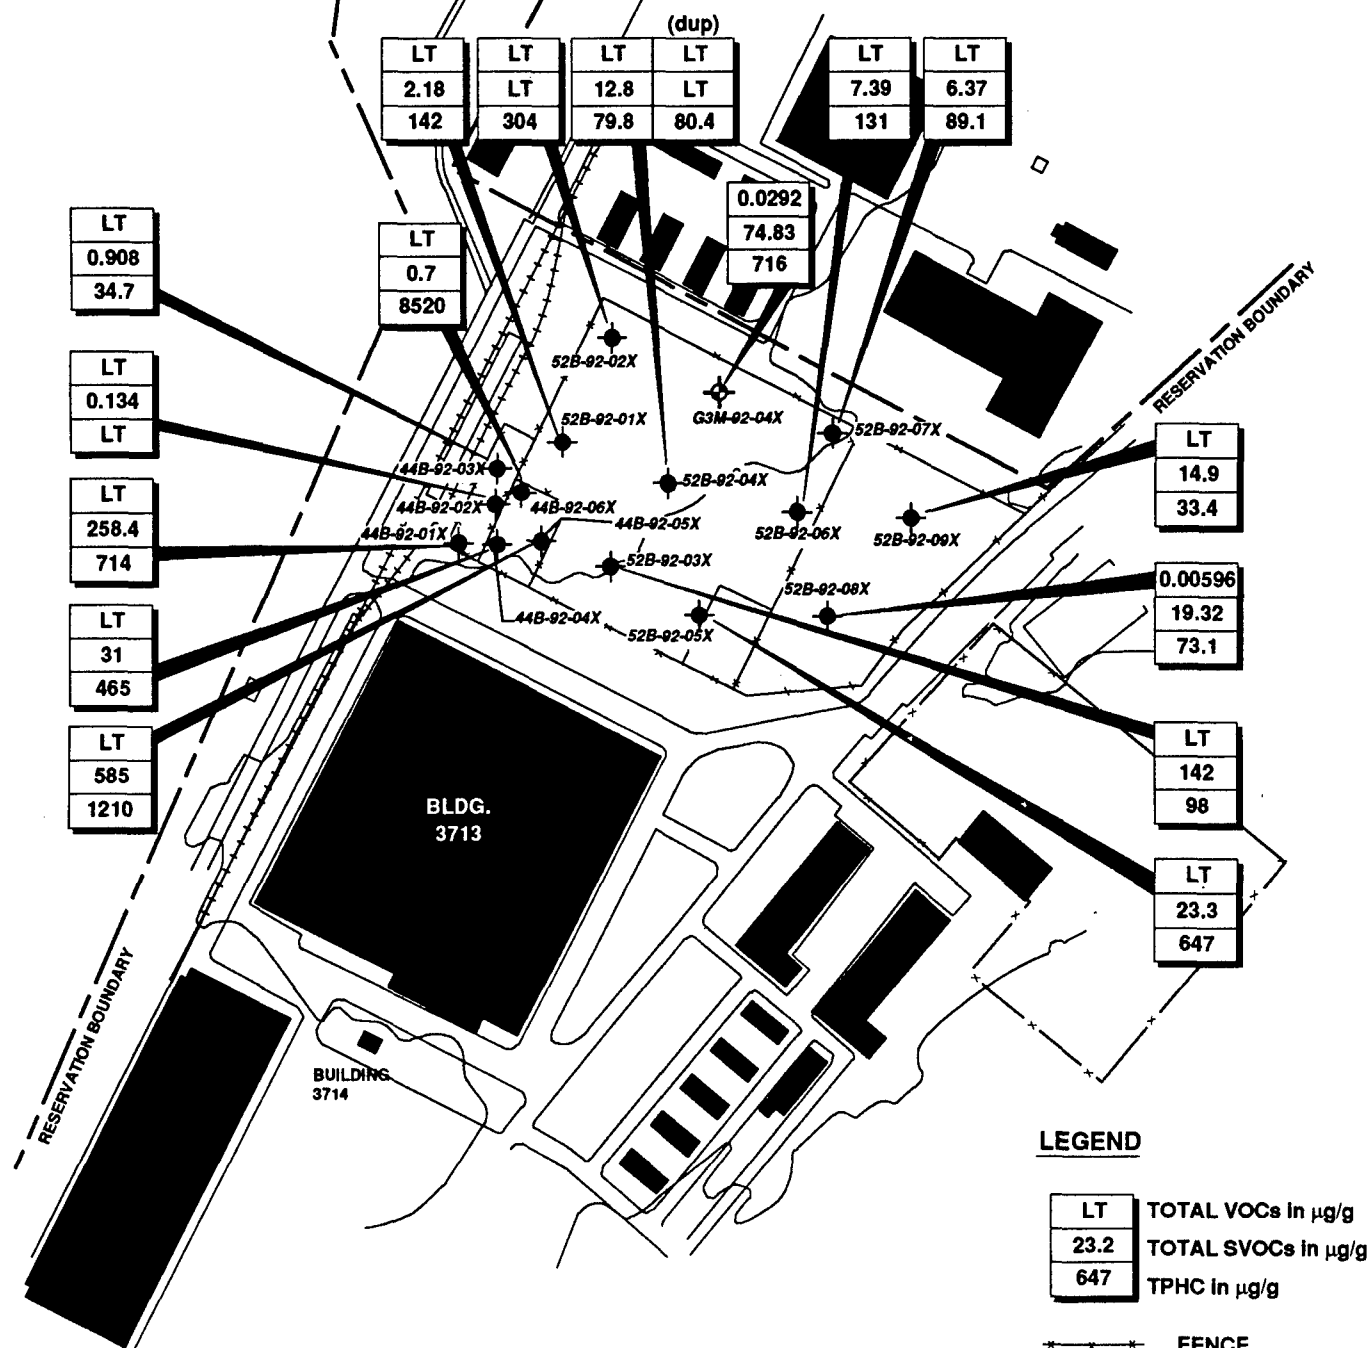 (dup)
LT
2.18
142
LT
LT
304
LT
12.8
79.8
LT
LT
80.4
LT
7.39
131
LT
6.37
89.1
0.0292
74.83
716
LT
0.908
34.7
LT
0.7
8520
LT
0.134
LT
LT
258.4
714
LT
31
465
LT
585
1210
52B-92-02X
52B-92-01X
G3M-92-04X
52B-92-07X
44B-92-03X
52B-92-04X
44B-92-02X
44B-92-06X
44B-92-05X
44B-92-01X
52B-92-06X
52B-92-09X
52B-92-03X
52B-92-08X
44B-92-04X
52B-92-05X
RESERVATION BOUNDARY
LT
14.9
33.4
0.00596
19.32
73.1
LT
142
98
LT
23.3
647
BLDG.
3713
RESERVATION BOUNDARY
BUILDING
3714
LEGEND
LT TOTAL VOCs in µg/g
23.2 TOTAL SVOCs in µg/g
647 TPHC in µg/g
FENCE